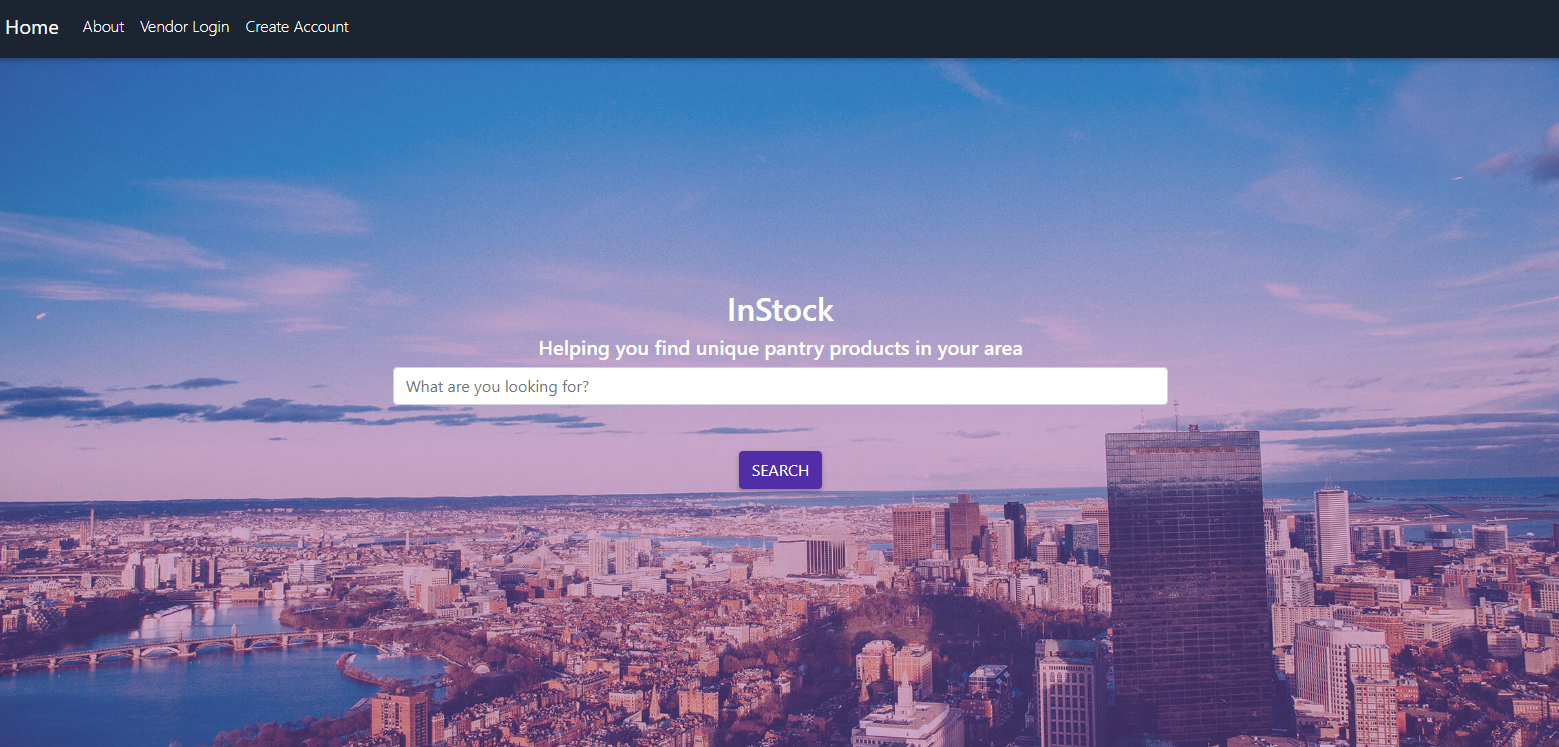 Home About Vendor Login Create Account
InStock
Helping you find unique pantry products in your area
What are you looking for?
SEARCH